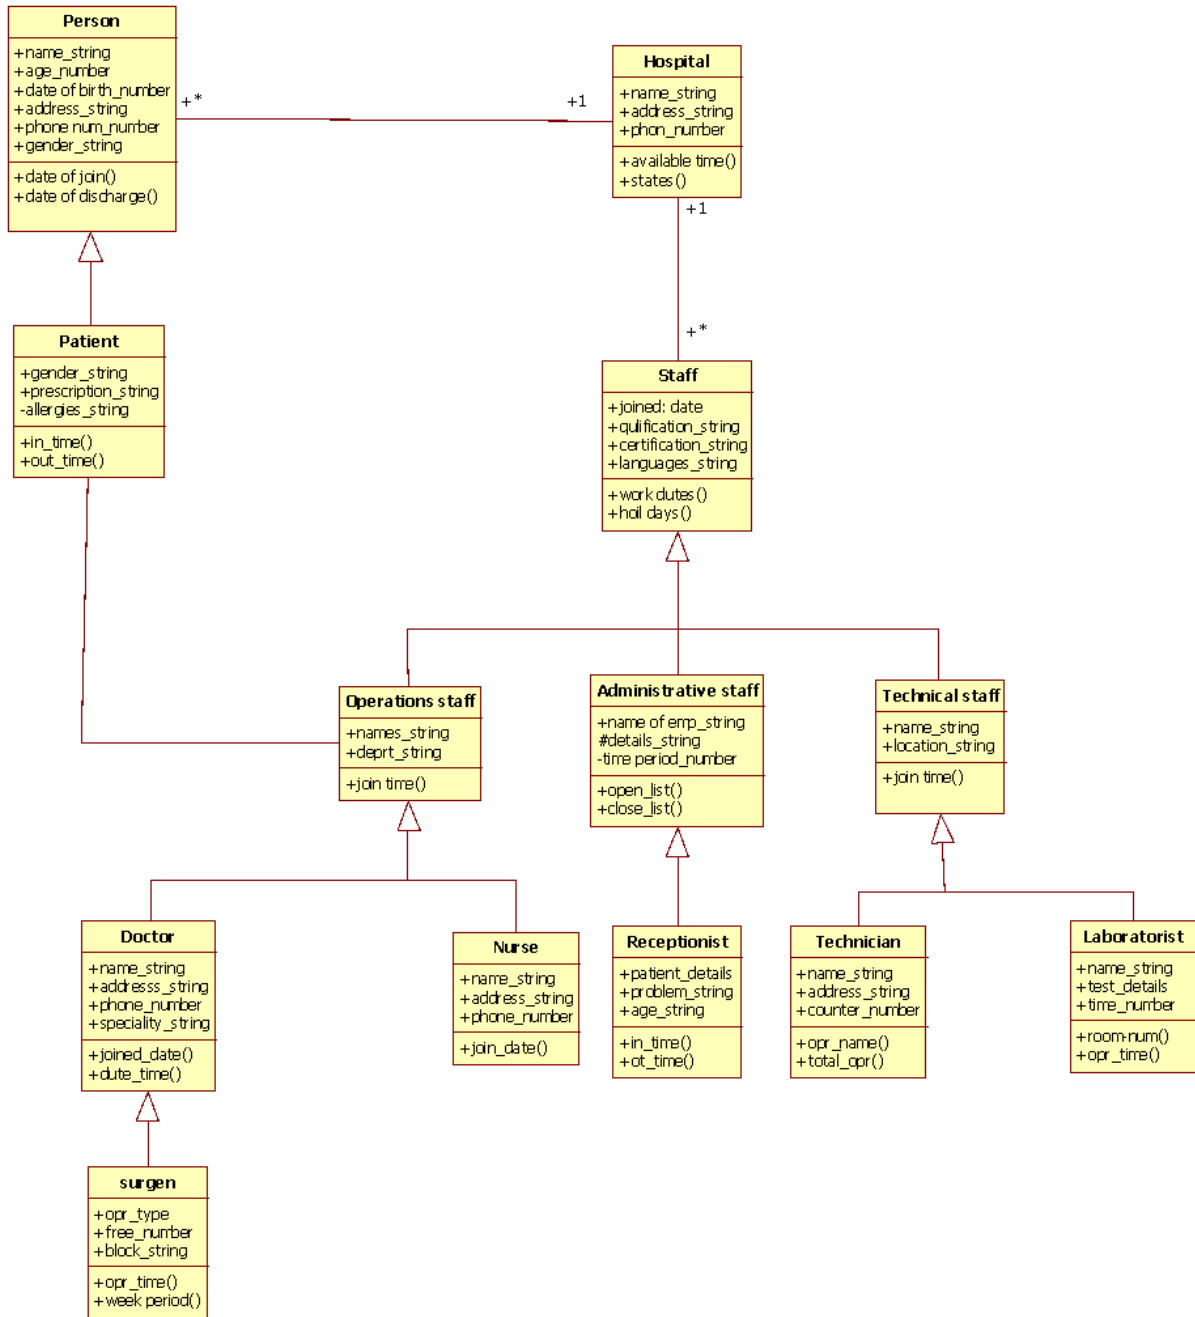 Person
+name_string
+age_number
+date of birth_number
+address_string
+phone num_number
+gender_string
+date of join()
+date of discharge()
+*
+1
Hospital
+name_string
+address_string
+phon_number
+available time()
+states()
+1
+*
Patient
+gender_string
+prescription_string
-allergies_string
+in_time()
+out_time()
Staff
+joined: date
+qulification_string
+certification_string
+languages_string
+work dutes()
+hoil days()
Operations staff
+names_string
+deprt_string
+join time()
Administrative staff
+name of emp_string
#details_string
-time period_number
+open_list()
+close_list()
Technical staff
+name_string
+location_string
+join time()
Doctor
+name_string
+addresss_string
+phone_number
+speciality_string
+joined_date()
+dute_time()
Nurse
+name_string
+address_string
+phone_number
+join_date()
Receptionist
+patient_details
+problem_string
+age_string
+in_time()
+ot_time()
Technician
+name_string
+address_string
+counter_number
+opr_name()
+total_opr()
Laboratorist
+name_string
+test_details
+time_number
+room-num()
+opr_time()
surgen
+opr_type
+free_number
+block_string
+opr_time()
+week period()